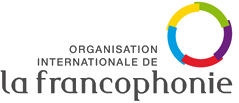 ORGANISATION
INTERNATIONALE DE
la francophonie